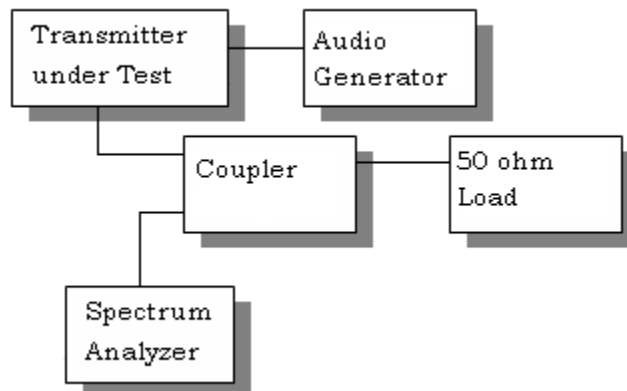 Transmitter
under Test
Audio
Generator
Coupler
50 ohm
Load
Spectrum
Analyzer